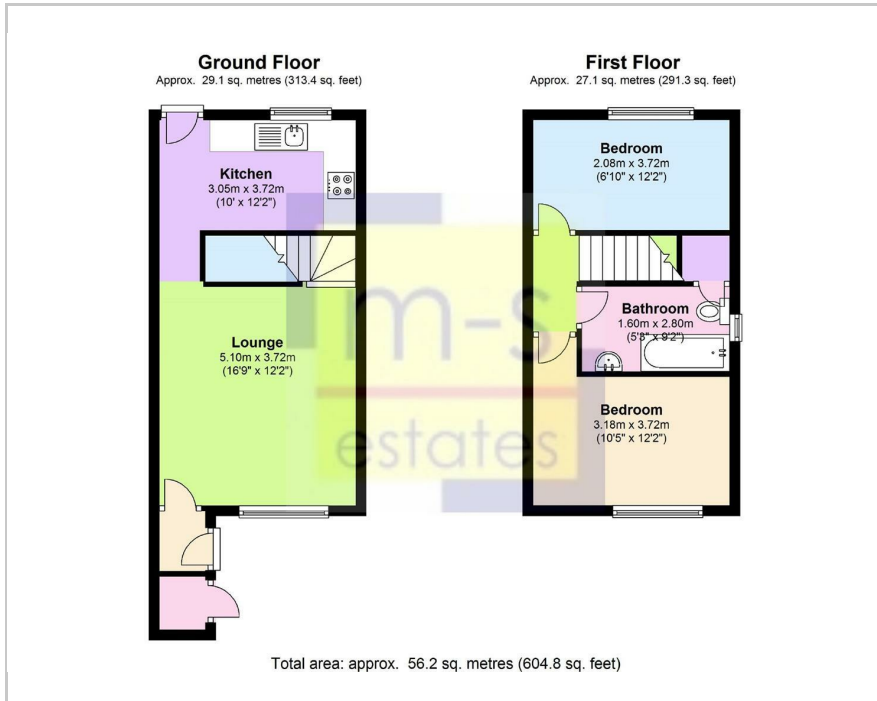 Ground Floor
Approx. 29.1 sq. metres (313.4 sq. feet)
Kitchen
3.05m x 3.72m
(10' x 12'2")
Lounge
5.10m x 3.72m
(16'9" x 12'2")
First Floor
Approx. 27.1 sq. metres (291.3 sq. feet)
Bedroom
2.08m x 3.72m
(6'10" x 12'2")
Bathroom
1.60m x 2.80m
(5'3" x 9'2")
Bedroom
3.18m x 3.72m
(10'5" x 12'2")
m-s
estates
Total area: approx. 56.2 sq. metres (604.8 sq. feet)